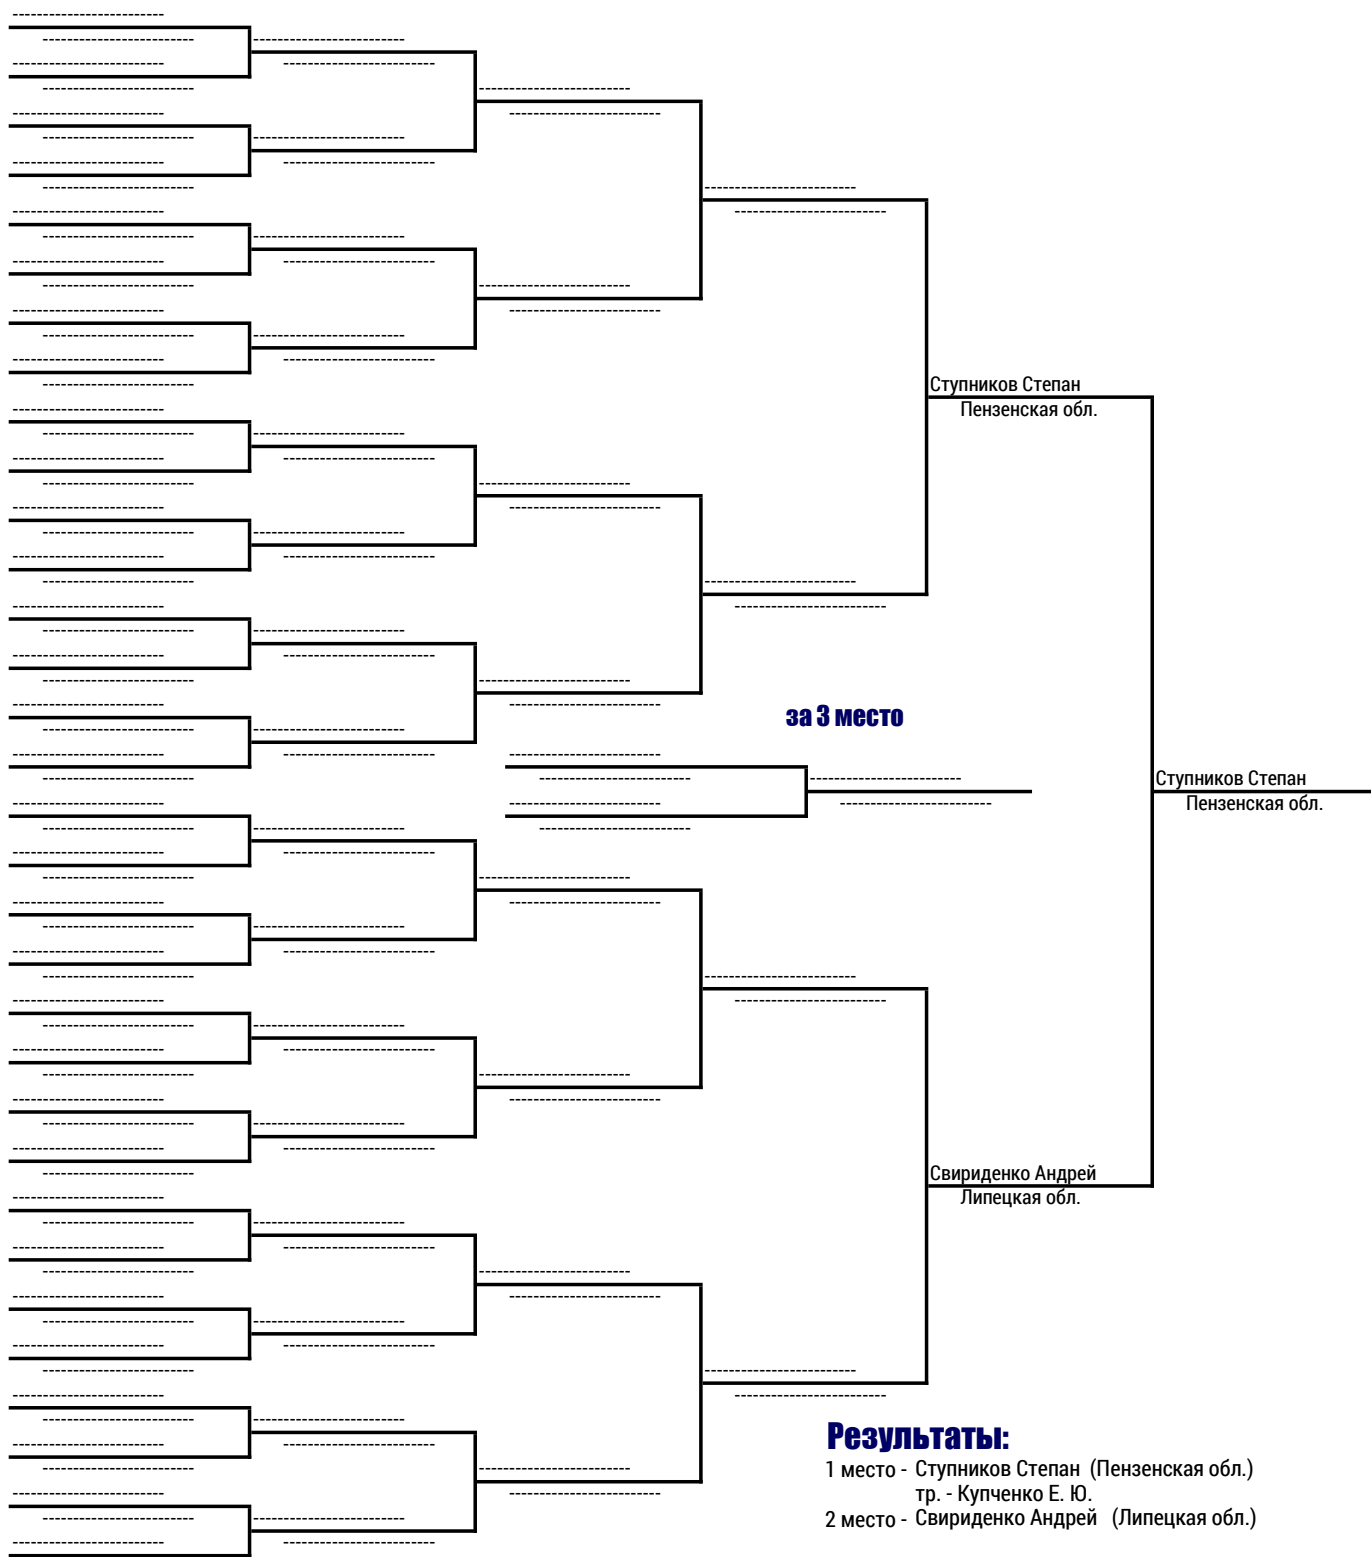 Ступников Степан
Пензенская обл.
за 3 место
Ступников Степан
Пензенская обл.
Свириденко Андрей
Липецкая обл.
Результаты:
1 место - Ступников Степан (Пензенская обл.)
тр. - Купченко Е. Ю.
2 место - Свириденко Андрей (Липецкая обл.)